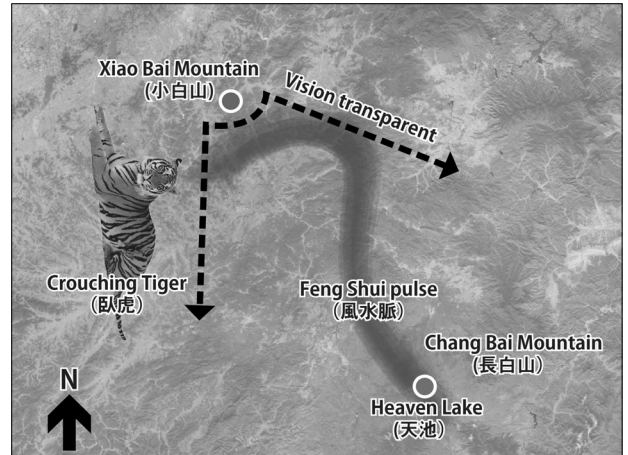 Xiao Bai Mountain
(小白山)
Vision transparent
Crouching Tiger
(臥虎)
Feng Shui pulse
(風水脈)
Chang Bai Mountain
(長白山)
Heaven Lake
(天池)
N